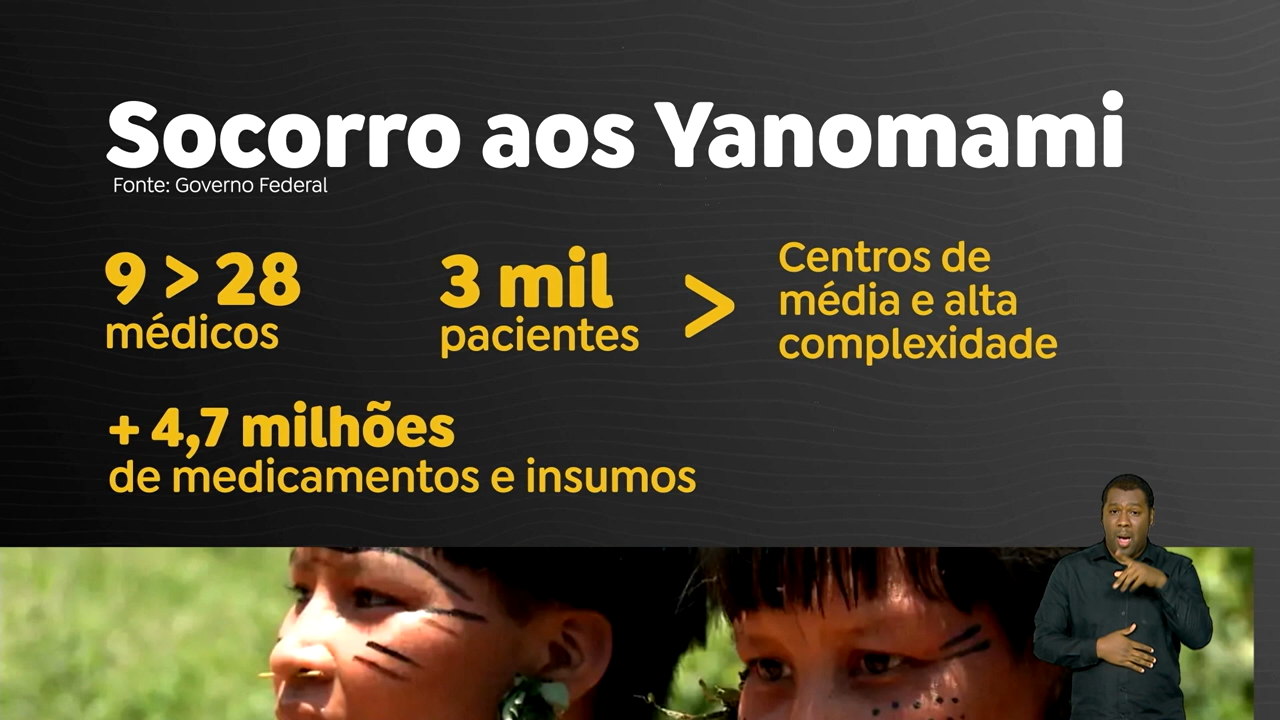 Socorro aos Yanomami
Fonte: Governo Federal
9 > 28
médicos
3 mil
pacientes
>
Centros de
média e alta
complexidade
+ 4,7 milhões
de medicamentos e insumos